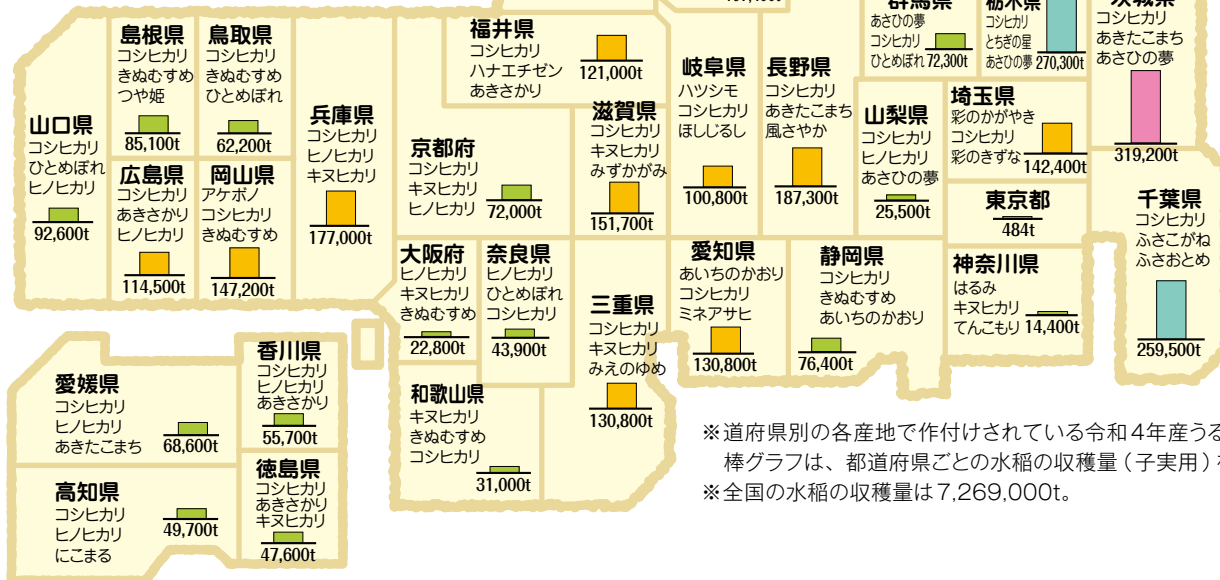 群馬県
あさひの夢
コシヒカリ
ひとめぼれ
72,300t
栃木県
コシヒカリ
とちぎの星
あさひの夢
270,300t
茨城県
コシヒカリ
あきたこまち
あさひの夢
319,200t
島根県
コシヒカリ
きぬむすめ
つや姫
85,100t
鳥取県
コシヒカリ
きぬむすめ
ひとめぼれ
62,200t
福井県
コシヒカリ
ハナエチゼン
あきさかり
121,000t
岐阜県
ハツシモ
コシヒカリ
ほしじるし
100,800t
長野県
コシヒカリ
あきたこまち
風さやか
187,300t
山梨県
コシヒカリ
ヒノヒカリ
あさひの夢
25,500t
埼玉県
彩のかがやき
コシヒカリ
彩のきずな
142,400t
山口県
コシヒカリ
ひとめぼれ
ヒノヒカリ
92,600t
広島県
コシヒカリ
あきさかり
ヒノヒカリ
114,500t
岡山県
アケボノ
コシヒカリ
きぬむすめ
147,200t
兵庫県
コシヒカリ
ヒノヒカリ
キヌヒカリ
177,000t
京都府
コシヒカリ
キヌヒカリ
ヒノヒカリ
72,000t
滋賀県
コシヒカリ
キヌヒカリ
みずかがみ
151,700t
東京都
484t
千葉県
コシヒカリ
ふさこがね
ふさおとめ
259,500t
大阪府
ヒノヒカリ
キヌヒカリ
きぬむすめ
22,800t
奈良県
ヒノヒカリ
ひとめぼれ
コシヒカリ
43,900t
三重県
コシヒカリ
キヌヒカリ
みえのゆめ
130,800t
愛知県
あいちのかおり
コシヒカリ
ミネアサヒ
130,800t
静岡県
コシヒカリ
きぬむすめ
あいちのかおり
76,400t
神奈川県
はるみ
キヌヒカリ
てんこもり
14,400t
愛媛県
コシヒカリ
ヒノヒカリ
あきたこまち
68,600t
香川県
コシヒカリ
ヒノヒカリ
あきさかり
55,700t
和歌山県
キヌヒカリ
きぬむすめ
コシヒカリ
31,000t
高知県
コシヒカリ
ヒノヒカリ
にこまる
49,700t
徳島県
コシヒカリ
あきさかり
キヌヒカリ
47,600t
※道府県別の各産地で作付けされている令和4年産うる
棒グラフは、都道府県ごとの水稲の収穫量（子実用）
※全国の水稲の収穫量は7,269,000t。